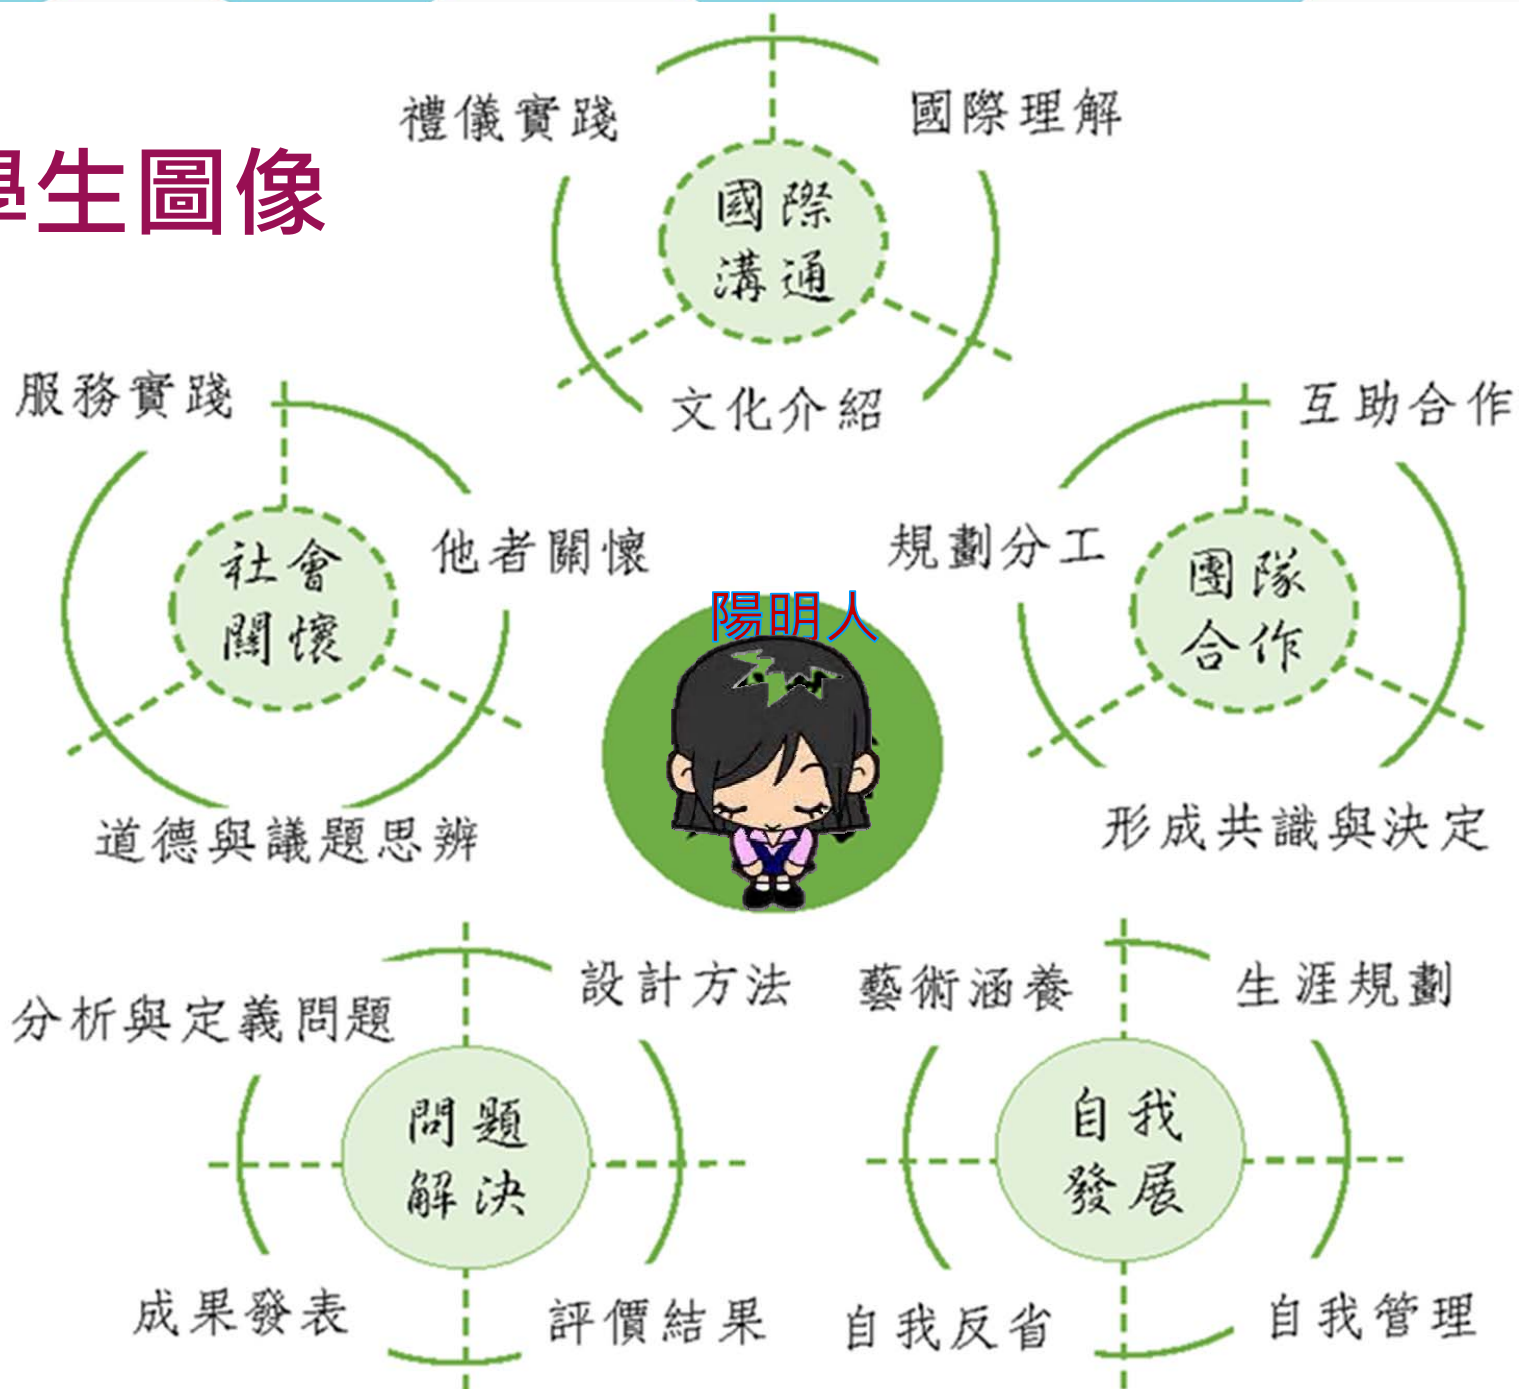 學生圖像
禮儀實踐
國際理解
國際
溝通
文化介紹
服務實踐
社會
關懷
他者關懷
道德與議題思辨
互助合作
規劃分工
團隊
合作
形成共識與決定
陽明人
分析與定義問題
設計方法
問題
解決
成果發表
評價結果
藝術涵養
生涯規劃
自我
發展
自我反省
自我管理